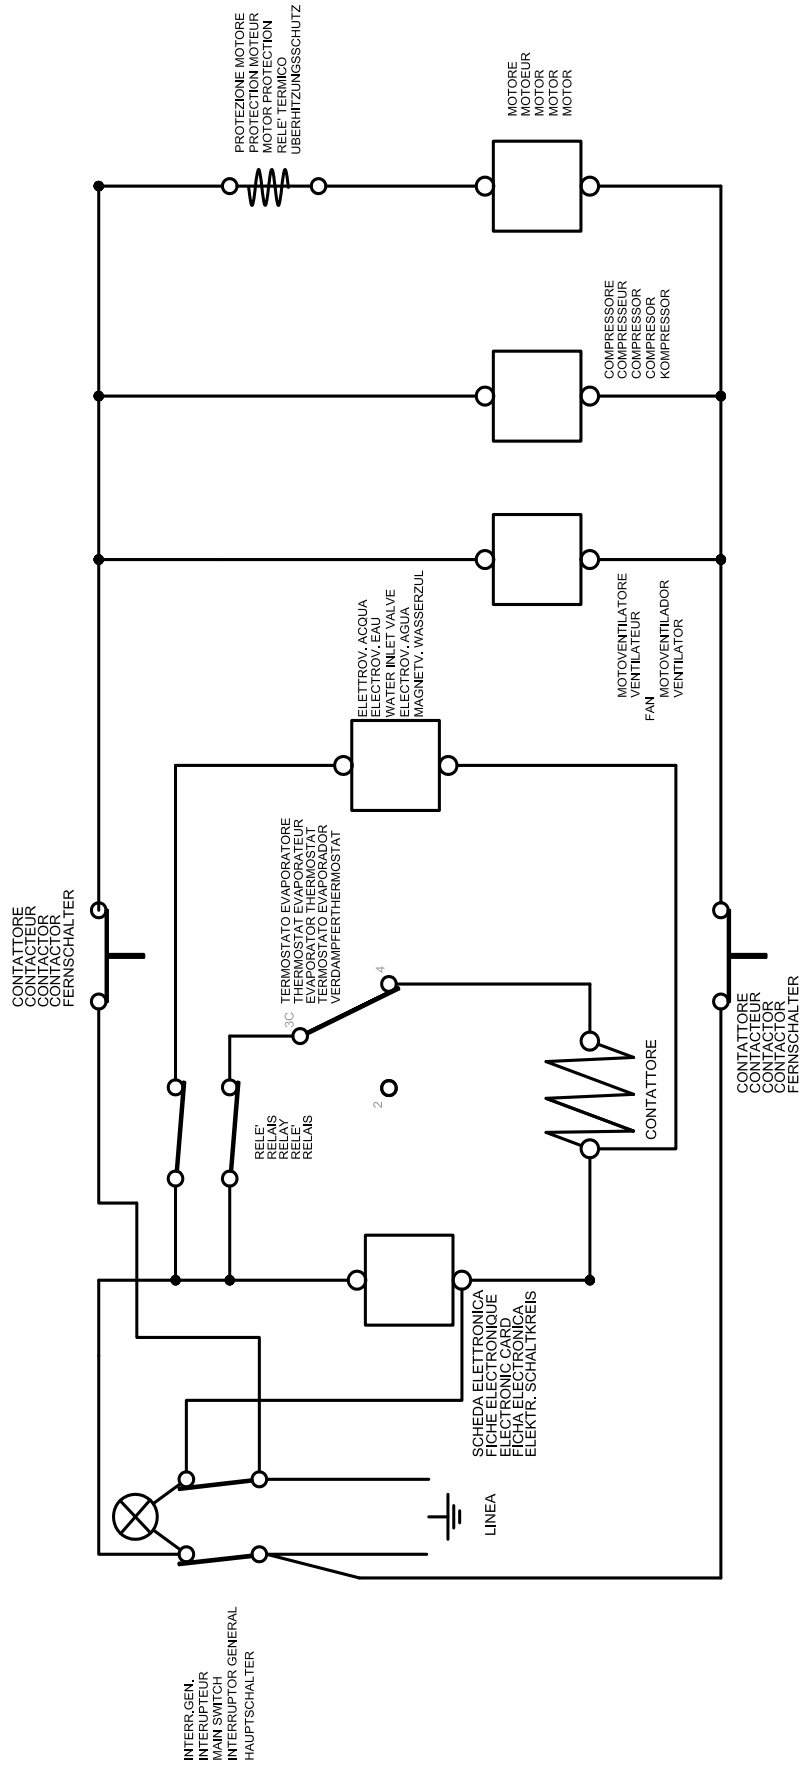 PROTEZIONE MOTORE
PROTECTION MOTEUR
MOTOR PROTECTION
RELE' TERMICO
UBERHITZUNGSSCHUTZ
MOTORE
MOTOEUR
MOTOR
MOTOR
MOTOR
COMPRESSORE
COMPRESSEUR
COMPRESSOR
COMPRESOR
KOMPRESSOR
MOTOVENTILATORE
VENTILATEUR
FAN
MOTOVENTILADOR
VENTILATOR
ELETTROV. ACQUA
ELECTROV. EAU
WATER INLET VALVE
ELECTROV. AGUA
MAGNETV. WASSERZUL
CONTATTORE
CONTACTEUR
CONTACTOR
CONTACTOR
FERNSCHALTER
TERMOSTATO EVAPORATORE
THERMOSTAT EVAPORATEUR
EVAPORATOR THERMOSTAT
TERMOSTATO EVAPORADOR
VERDAMPFERTHERMOSTAT
3C
4
2
RELE'
RELAIS
RELAY
RELE'
RELAIS
CONTATTORE
CONTATTORE
CONTACTEUR
CONTACTOR
CONTACTOR
FERNSCHALTER
SCHEDA ELETTRONICA
FICHE ELECTRONIQUE
ELECTRONIC CARD
FICHA ELECTRONICA
ELEKTR. SCHALTKREIS
LINEA
INTERR.GEN.
INTERUPTEUR
MAIN SWITCH
INTERRUPTOR GENERAL
HAUPTSCHALTER